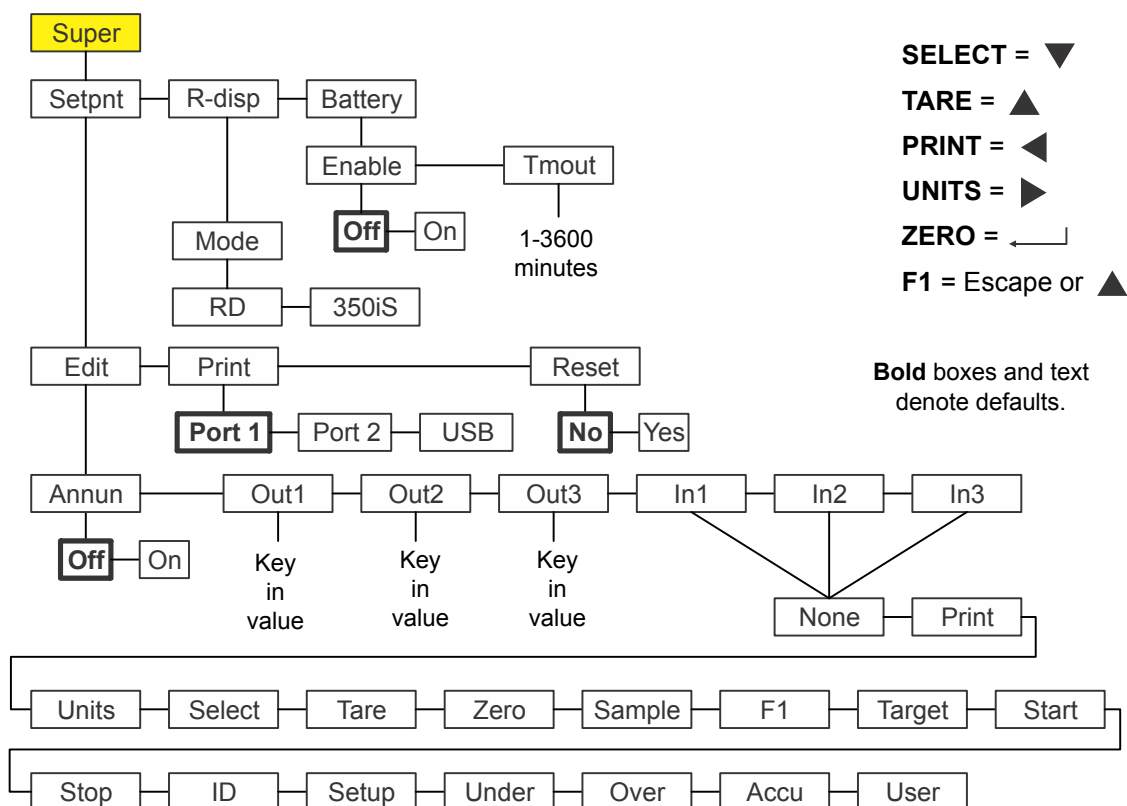 Super
Setpnt R-disp Battery
Enable Tmout
Off On
1-3600
minutes
Mode
RD 350iS
Edit Print Reset
Port 1 Port 2 USB No Yes
Annun Out1 Out2 Out3 In1 In2 In3
Off On
Key
in
value
Key
in
value
Key
in
value
None Print
Units Select Tare Zero Sample F1 Target Start
Stop ID Setup Under Over Accu User
SELECT = ▼
TARE = ▲
PRINT = ◀
UNITS = ▶
ZERO =
F1 = Escape or ▲
Bold boxes and text
denote defaults.